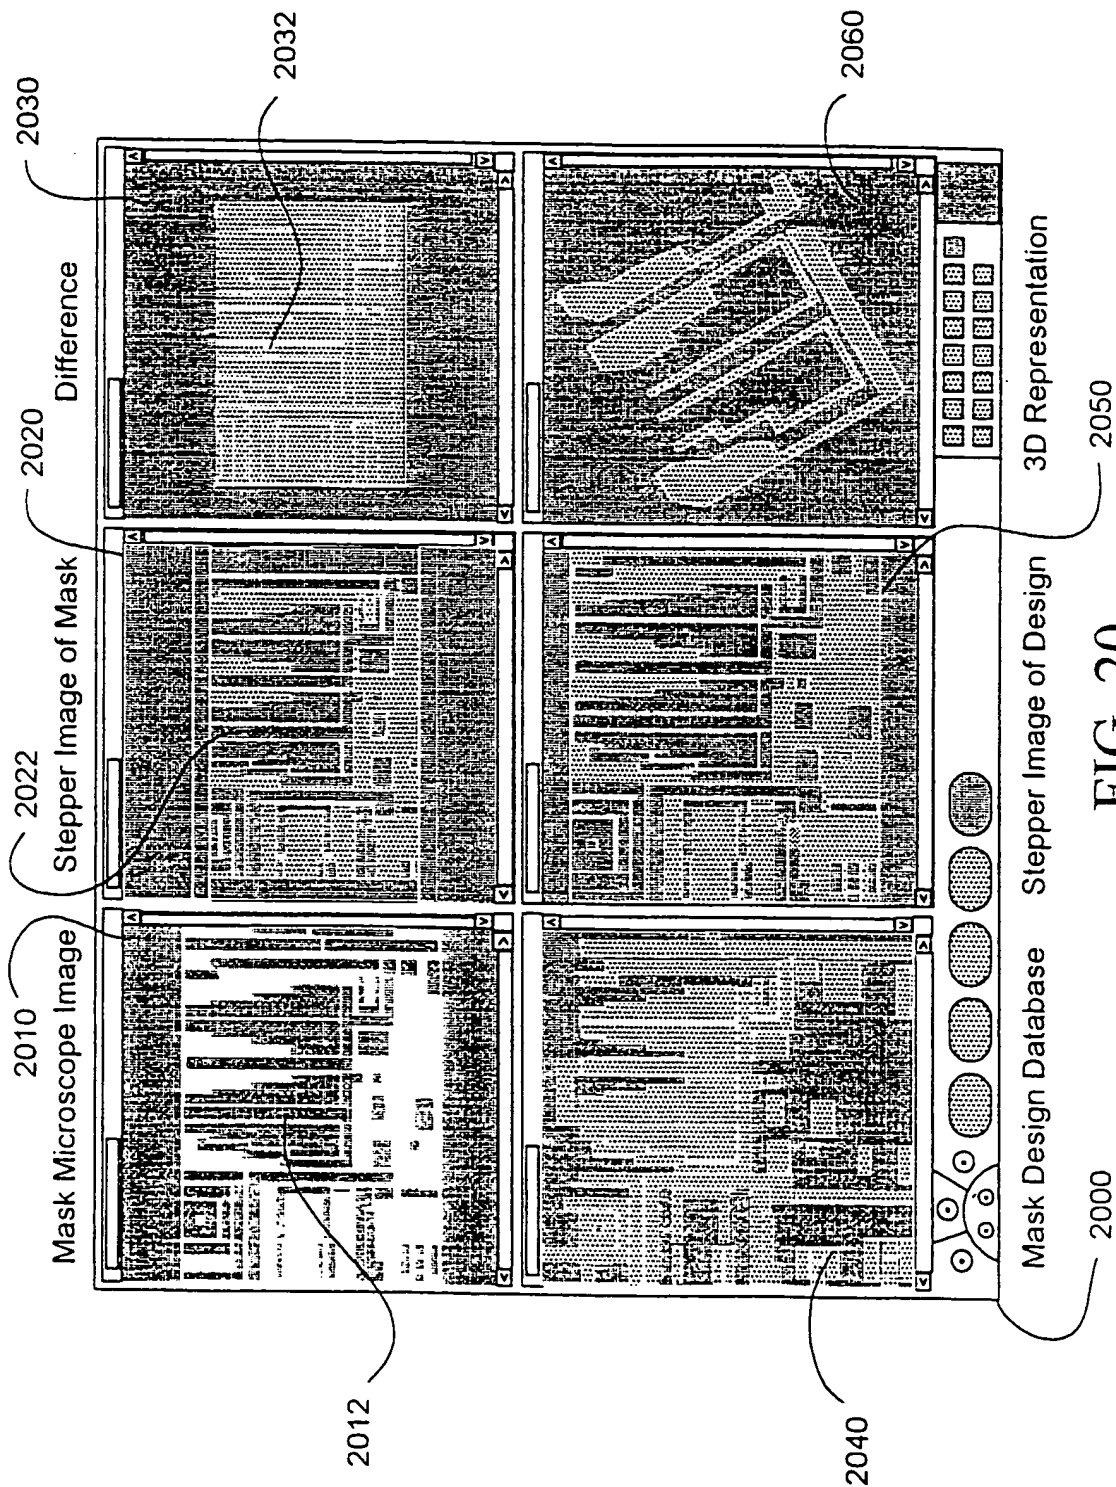 2010
2022
2020
2030
Mask Microscope Image
Stepper Image of Mask
Difference
2032
2012
2060
2040
Mask Design Database
Stepper Image of Design
3D Representation
2000
2050
FIG. 20